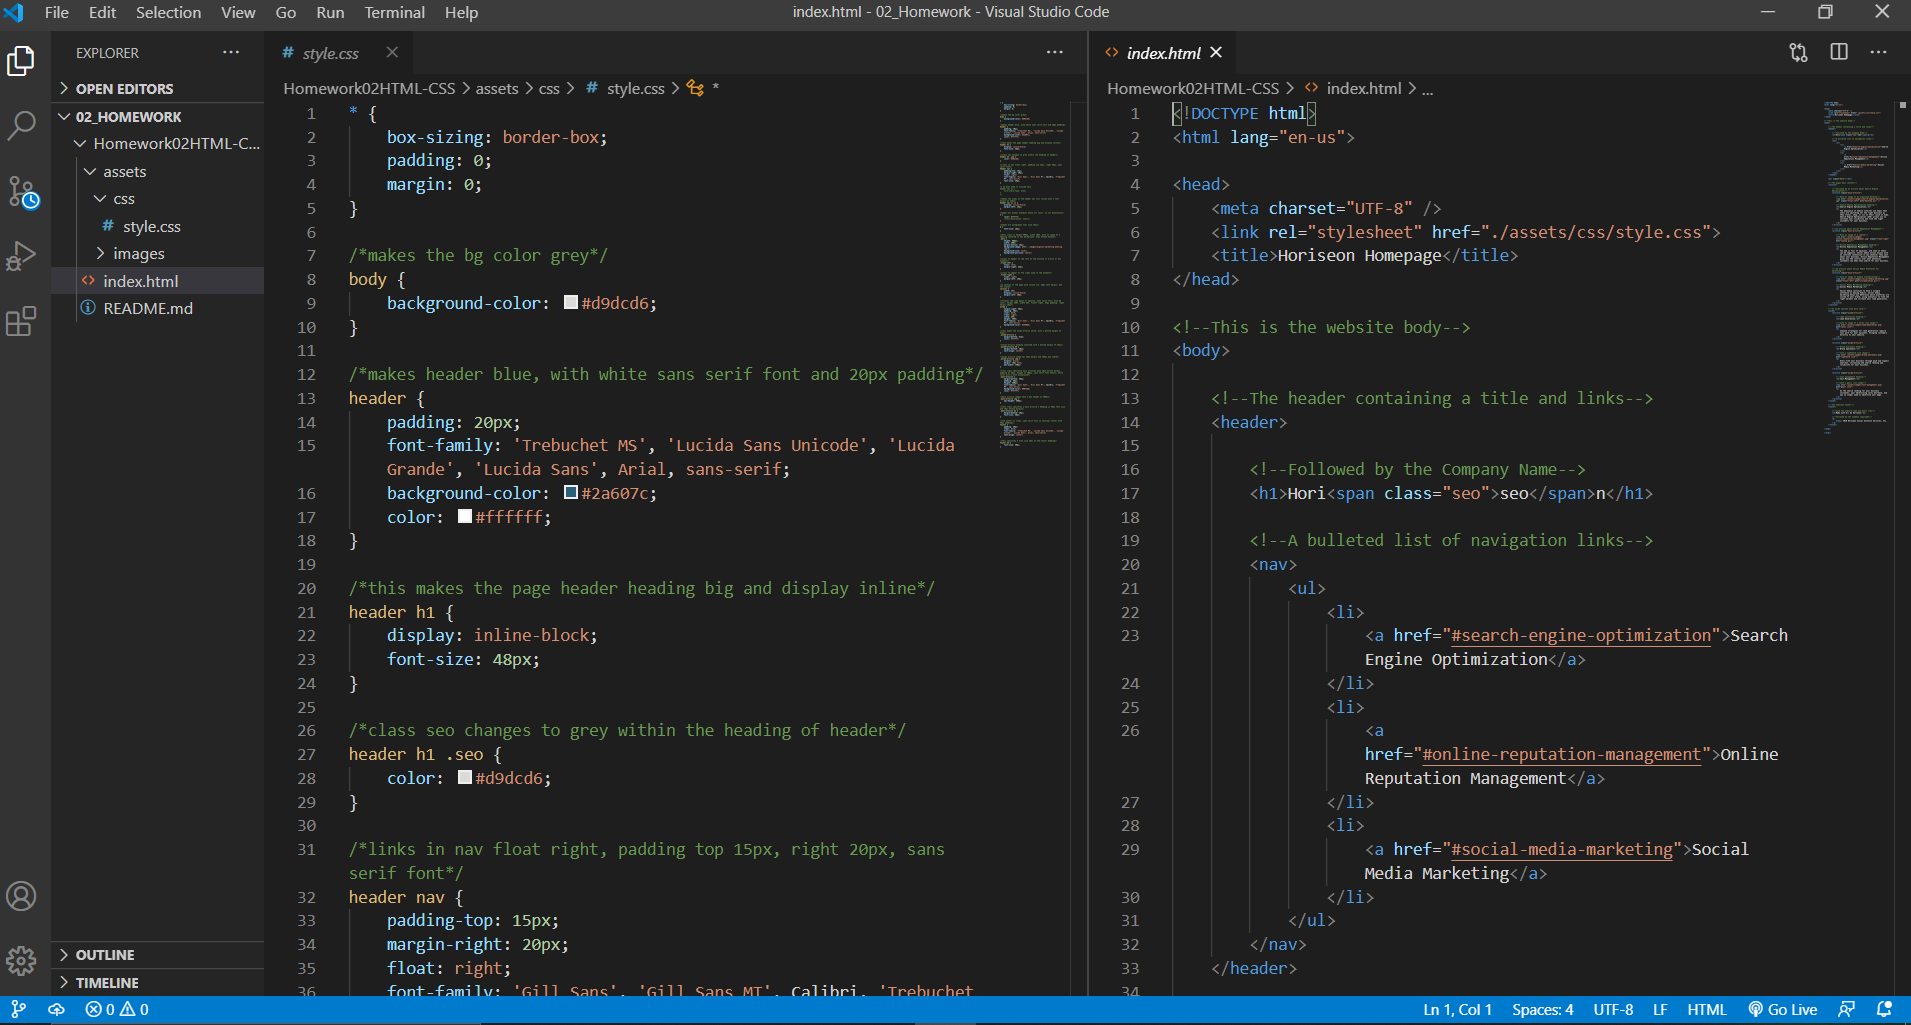 File Edit Selection View Go Run Terminal Help
index.html - 02_Homework - Visual Studio Code
EXPLORER
OPEN EDITORS
02_HOMEWORK
Homework02HTML-C...
assets
css
# style.css
images
<> index.html
README.md
OUTLINE
TIMELINE
# style.css
Homework02HTML-CSS > assets > css > # style.css > *
1 * {
2 box-sizing: border-box;
3 padding: 0;
4 margin: 0;
5 }
6
7 /*makes the bg color grey*/
8 body {
9 background-color: #d9dcd6;
10 }
11
12 /*makes header blue, with white sans serif font and 20px padding*/
13 header {
14 padding: 20px;
15 font-family: 'Trebuchet MS', 'Lucida Sans Unicode', 'Lucida
Grande', 'Lucida Sans', Arial, sans-serif;
16 background-color: #2a607c;
17 color: #ffffff;
18 }
19
20 /*this makes the page header heading big and display inline*/
21 header h1 {
22 display: inline-block;
23 font-size: 48px;
24 }
25
26 /*class seo changes to grey within the heading of header*/
27 header h1 .seo {
28 color: #d9dcd6;
29 }
30
31 /*links in nav float right, padding top 15px, right 20px, sans
serif font*/
32 header nav {
33 padding-top: 15px;
34 margin-right: 20px;
35 float: right;
36 font-family: 'Gill Sans', 'Gill Sans MT', Calibri, 'Trebuchet
<> index.html
Homework02HTML-CSS > <> index.html > ...
1 <!DOCTYPE html>
2 <html lang="en-us">
3
4 <head>
5 <meta charset="UTF-8" />
6 <link rel="stylesheet" href="./assets/css/style.css">
7 <title>Horiseon Homepage</title>
8 </head>
9
10 <!--This is the website body-->
11 <body>
12
13 <!--The header containing a title and links-->
14 <header>
15
16 <!--Followed by the Company Name-->
17 <h1>Hori<span class="seo">seo</span>n</h1>
18
19 <!--A bulleted list of navigation links-->
20 <nav>
21 <ul>
22 <li>
23 <a href="#search-engine-optimization">Search
Engine Optimization</a>
24 </li>
25 <li>
26 <a
href="#online-reputation-management">Online
Reputation Management</a>
27 </li>
28 <li>
29 <a href="#social-media-marketing">Social
Media Marketing</a>
30 </li>
31 </ul>
32 </nav>
33 </header>
34
0 0
Ln 1, Col 1 Spaces: 4 UTF-8 LF HTML Go Live